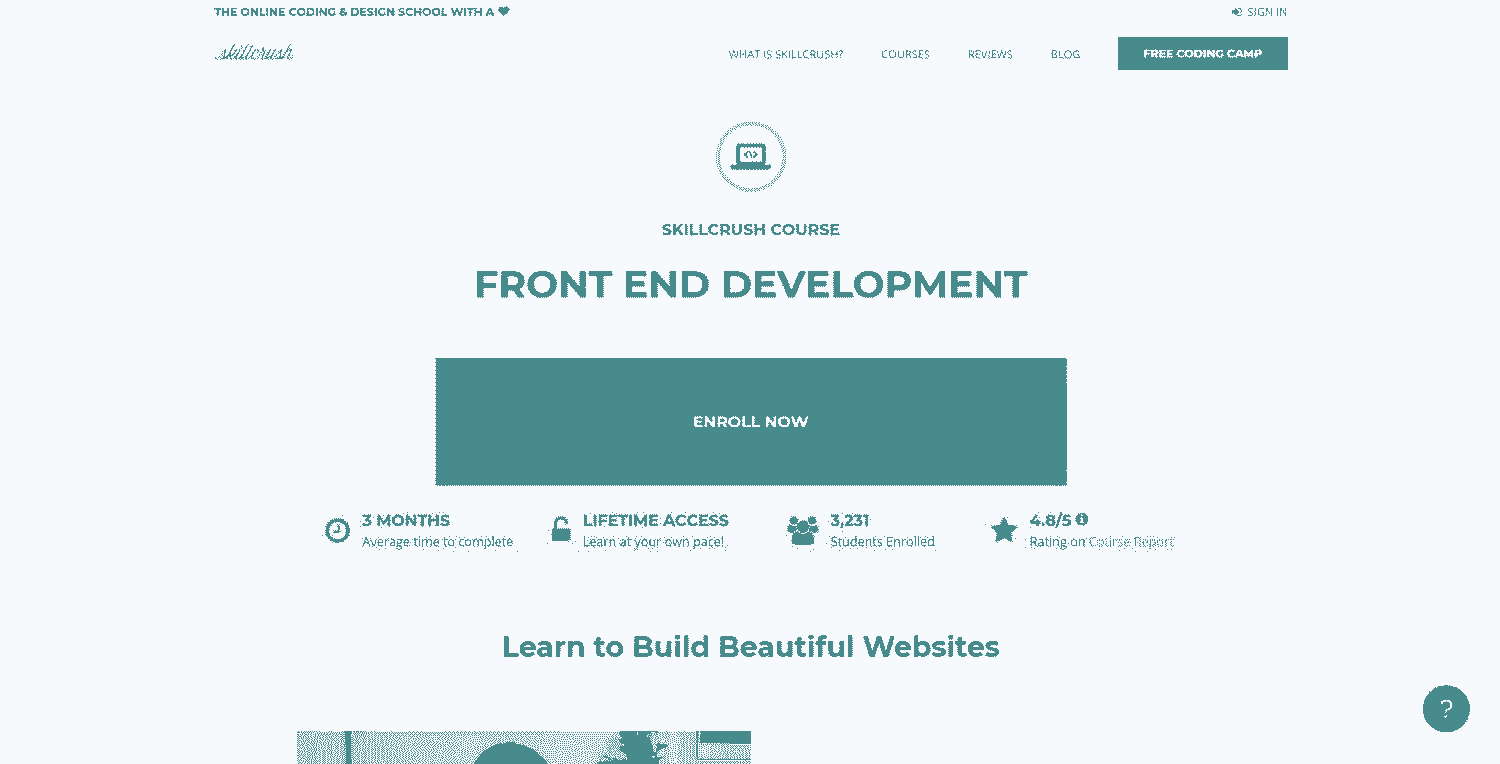 THE ONLINE CODING & DESIGN SCHOOL WITH A ♥
SIGN IN
skillcrush
WHAT IS SKILLCRUSH?
COURSES
REVIEWS
BLOG
FREE CODING CAMP
SKILLCRUSH COURSE
FRONT END DEVELOPMENT
ENROLL NOW
3 MONTHS
Average time to complete
LIFETIME ACCESS
Learn at your own pace!
3,231
Students Enrolled
4.8/5
Rating on Course Report
Learn to Build Beautiful Websites
?